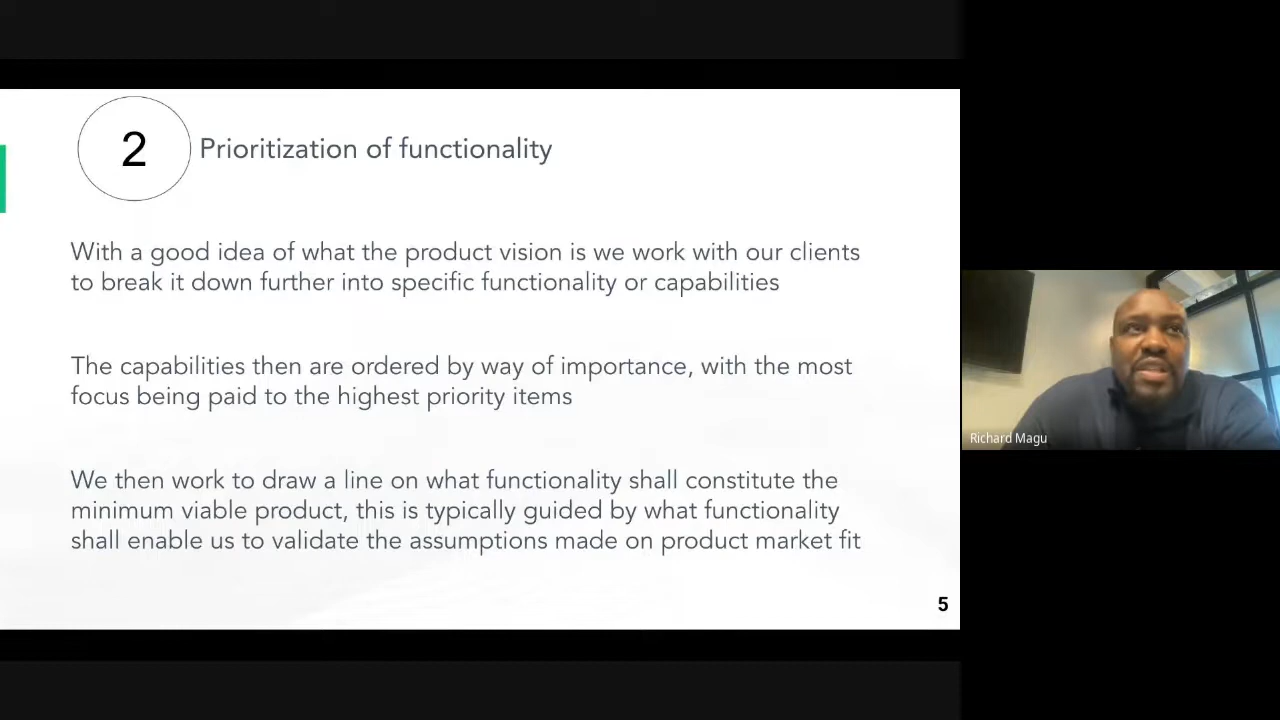 2
Prioritization of functionality
With a good idea of what the product vision is we work with our clients
to break it down further into specific functionality or capabilities
The capabilities then are ordered by way of importance, with the most
focus being paid to the highest priority items
We then work to draw a line on what functionality shall constitute the
minimum viable product, this is typically guided by what functionality
shall enable us to validate the assumptions made on product market fit
5
Richard Magu